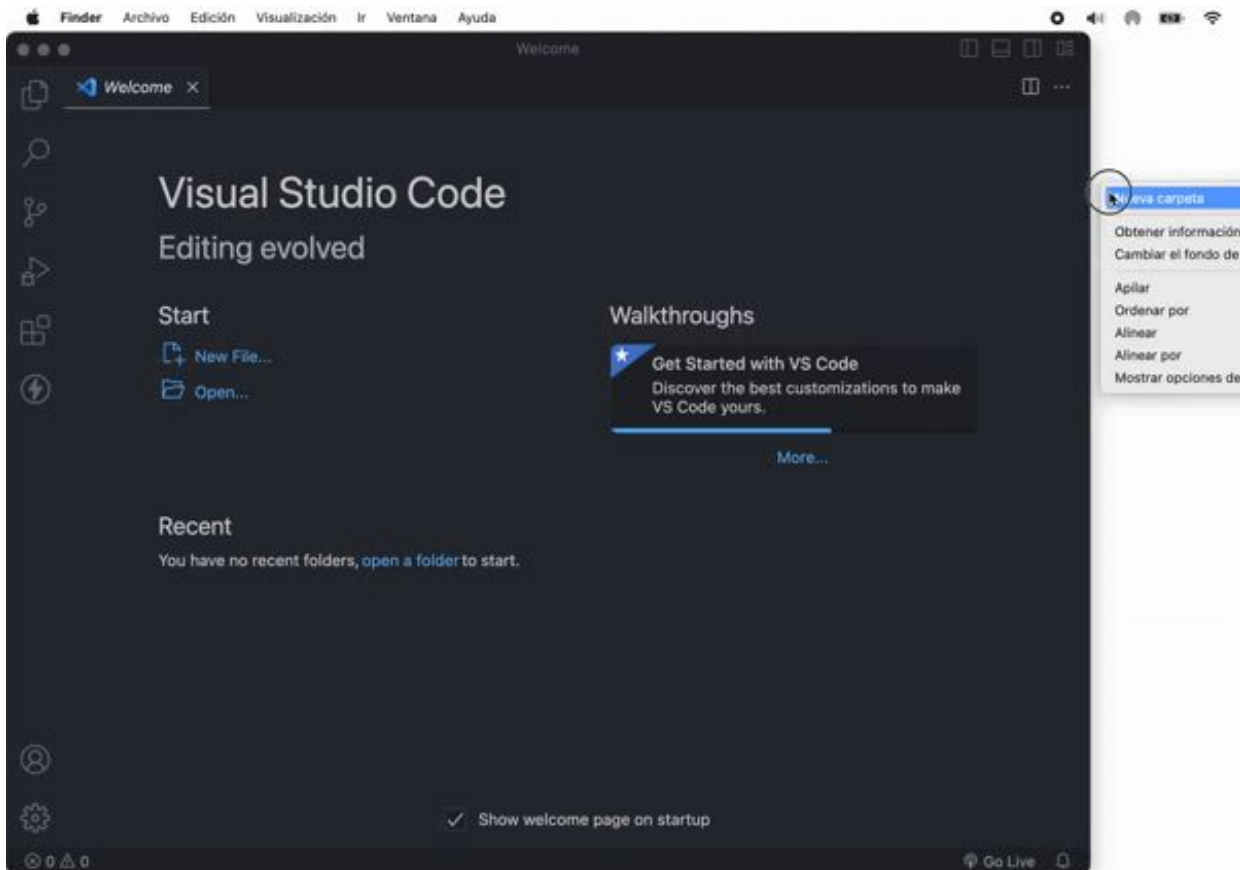 Finder Archivo Edición Visualización Ir Ventana Ayuda
Welcome
Welcome
Visual Studio Code
Editing evolved
Start
New File...
Open...
Walkthroughs
Get Started with VS Code
Discover the best customizations to make
VS Code yours.
More...
Recent
You have no recent folders, open a folder to start.
Show welcome page on startup
0 0
Go Live
Nueva carpeta
Obtener información
Cambiar el fondo de
Apilar
Ordenar por
Alinear
Alinear por
Mostrar opciones de